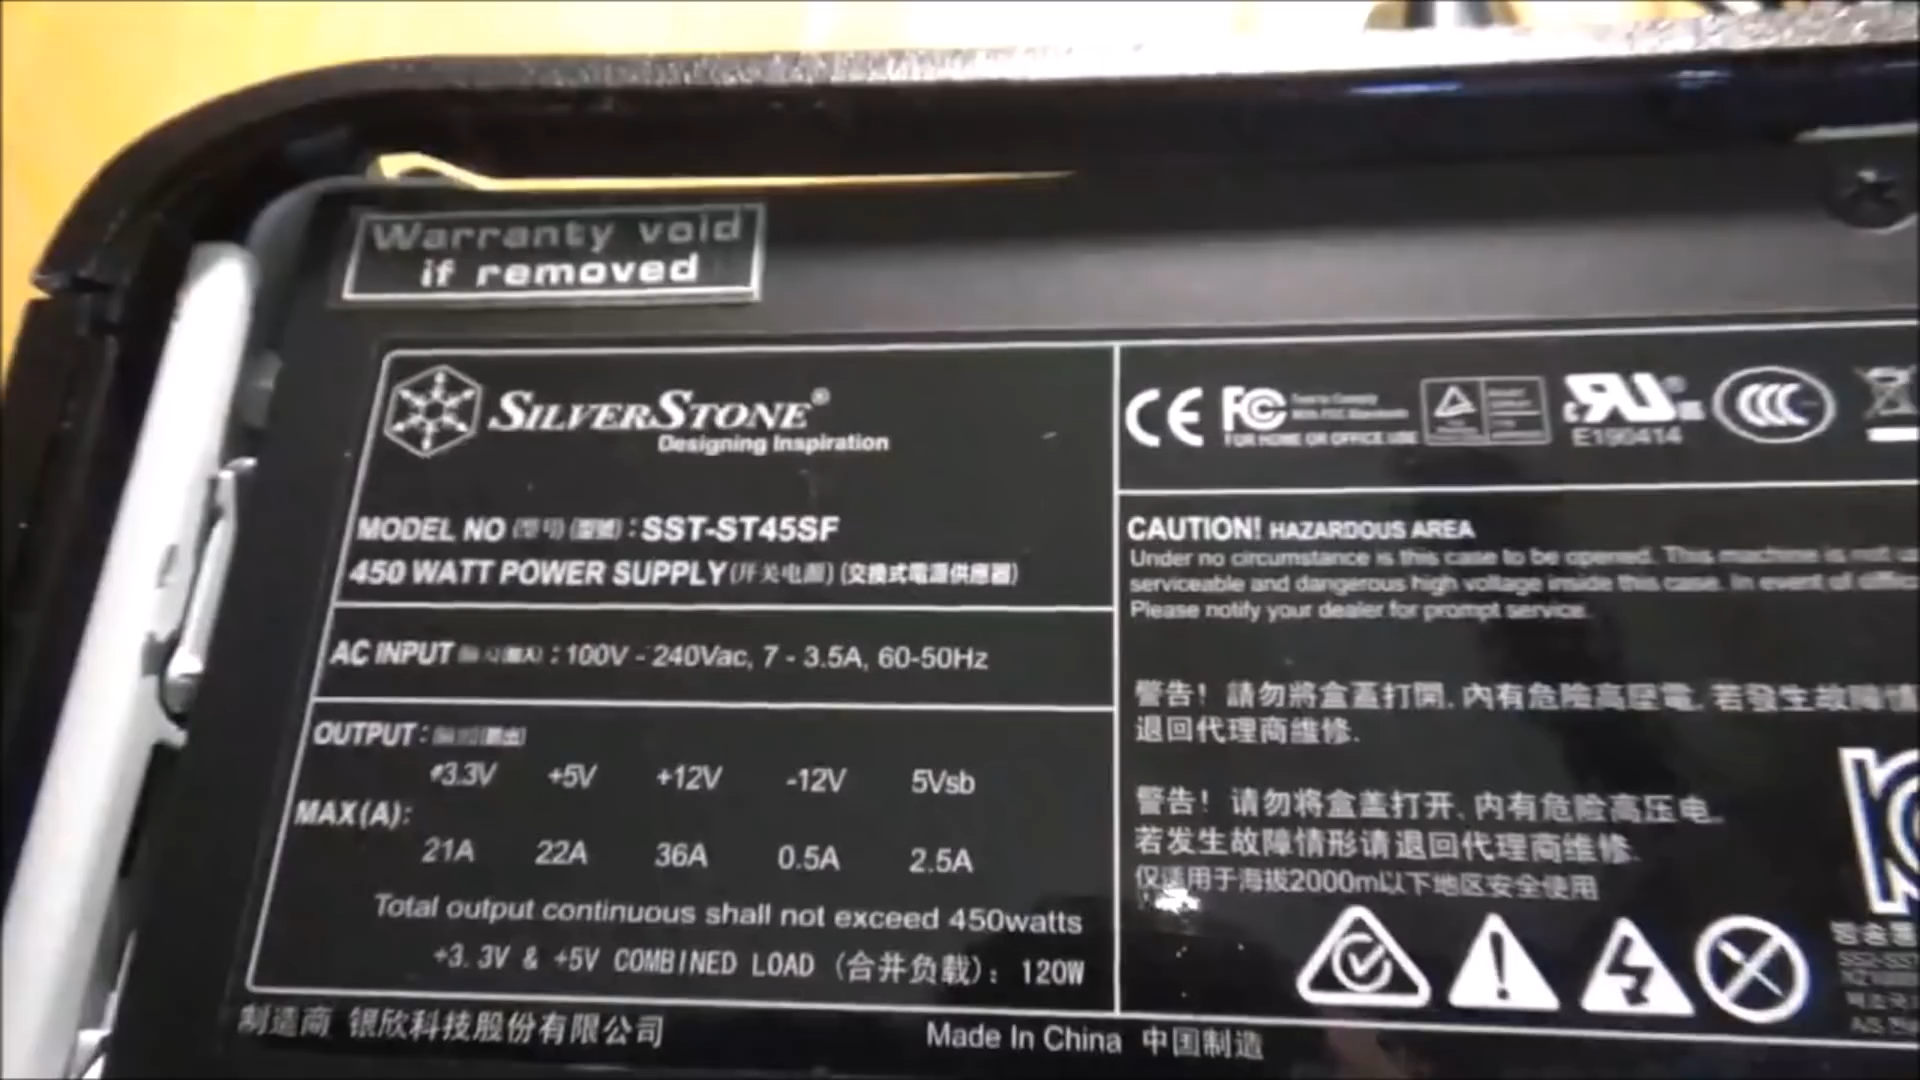 Warranty void
if removed
SILVERSTONE®
Designing Inspiration
MODEL NO (型号) (型號) : SST-ST45SF
450 WATT POWER SUPPLY (开关电源) (交換式電源供應器)
AC INPUT : 100V - 240Vac, 7 - 3.5A, 60-50Hz
OUTPUT :
+3.3V +5V +12V -12V 5Vsb
MAX(A):
21A 22A 36A 0.5A 2.5A
Total output continuous shall not exceed 450watts
+3.3V & +5V COMBINED LOAD (合并负载): 120W
制造商 银欣科技股份有限公司
Made In China 中国制造
CE FC
FOR HOME OR OFFICE USE
E190414
CAUTION! HAZARDOUS AREA
Under no circumstance is this case to be opened. This machine is not
serviceable and dangerous high voltage inside this case. In event of
Please notify your dealer for prompt service.
警告! 請勿將盒蓋打開. 內有危險高壓電. 若發生故障情
退回代理商維修.
警告! 请勿将盒盖打开、内有危险高压电.
若发生故障情形请退回代理商维修.
仅适用于海拔2000m以下地区安全使用